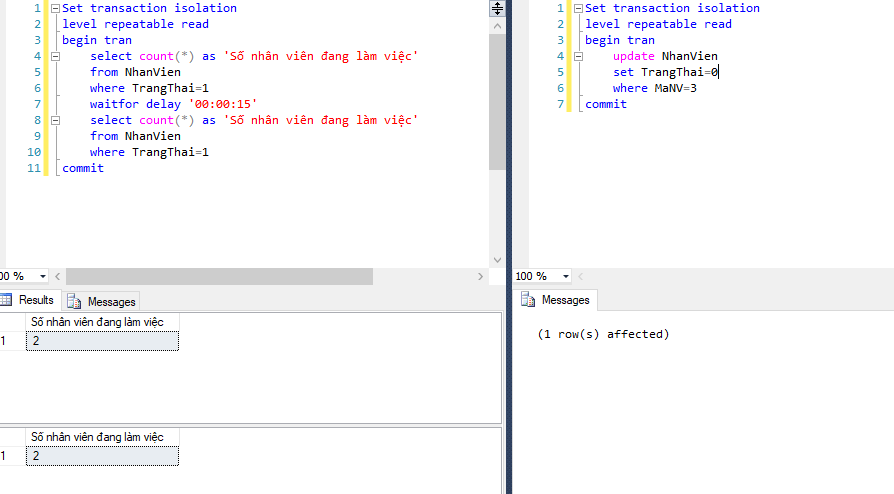 1 Set transaction isolation
2 level repeatable read
3 begin tran
4 select count(*) as 'Số nhân viên đang làm việc'
5 from NhanVien
6 where TrangThai=1
7 waitfor delay '00:00:15'
8 select count(*) as 'Số nhân viên đang làm việc'
9 from NhanVien
10 where TrangThai=1
11 commit
00 %
Results Messages
Số nhân viên đang làm việc
1 2
Số nhân viên đang làm việc
1 2
1 Set transaction isolation
2 level repeatable read
3 begin tran
4 update NhanVien
5 set TrangThai=0
6 where MaNV=3
7 commit
100 %
Messages
(1 row(s) affected)